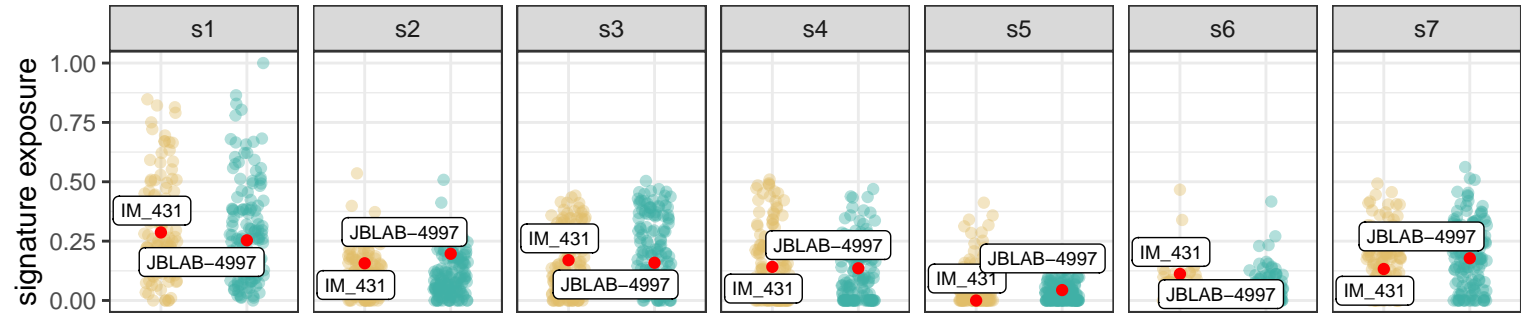 s1 s2 s3 s4 s5 s6 s7
signature exposure
1.00
0.75
0.50
0.25
0.00
IM_431
JBLAB−4997
JBLAB−4997
IM_431
IM_431
JBLAB−4997
JBLAB−4997
IM_431
JBLAB−4997
IM_431
IM_431
JBLAB−4997
JBLAB−4997
IM_431